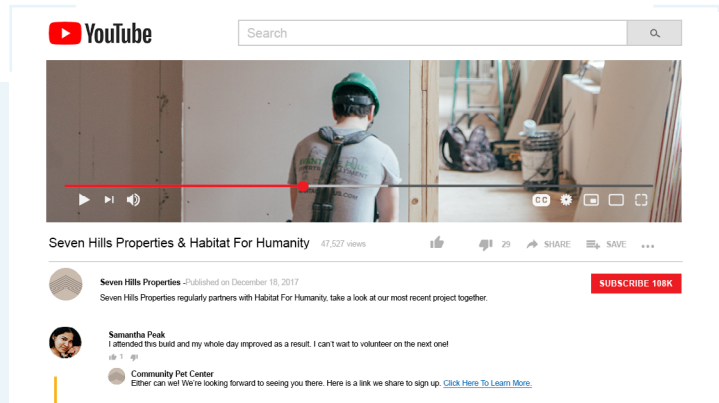 YouTube
Search
CC
Seven Hills Properties & Habitat For Humanity 47,527 views
29 SHARE SAVE
Seven Hills Properties -Published on December 18, 2017
SUBSCRIBE 108K
Seven Hills Properties regularly partners with Habitat For Humanity, take a look at our most recent project together.
Samantha Peak
I attended this build and my whole day improved as a result. I can't wait to volunteer on the next one!
1
Community Pet Center
Either can we! We're looking forward to seeing you there. Here is a link we share to sign up. Click Here To Learn More.